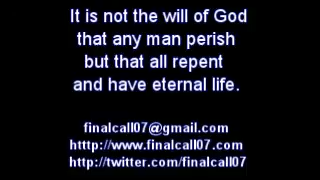 It is not the will of God
that any man perish
but that all repent
and have eternal life.
finalcall07@gmail.com
htttp://www.finalcall07.com
http://twitter.com/finalcall07